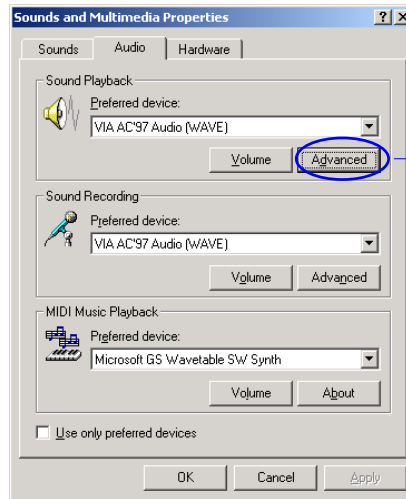 Sounds and Multimedia Properties
Sounds Audio Hardware
Sound Playback
Preferred device:
VIA AC'97 Audio (WAVE)
Volume Advanced
Sound Recording
Preferred device:
VIA AC'97 Audio (WAVE)
Volume Advanced
MIDI Music Playback
Preferred device:
Microsoft GS Wavetable SW Synth
Volume About
Use only preferred devices
OK Cancel Apply